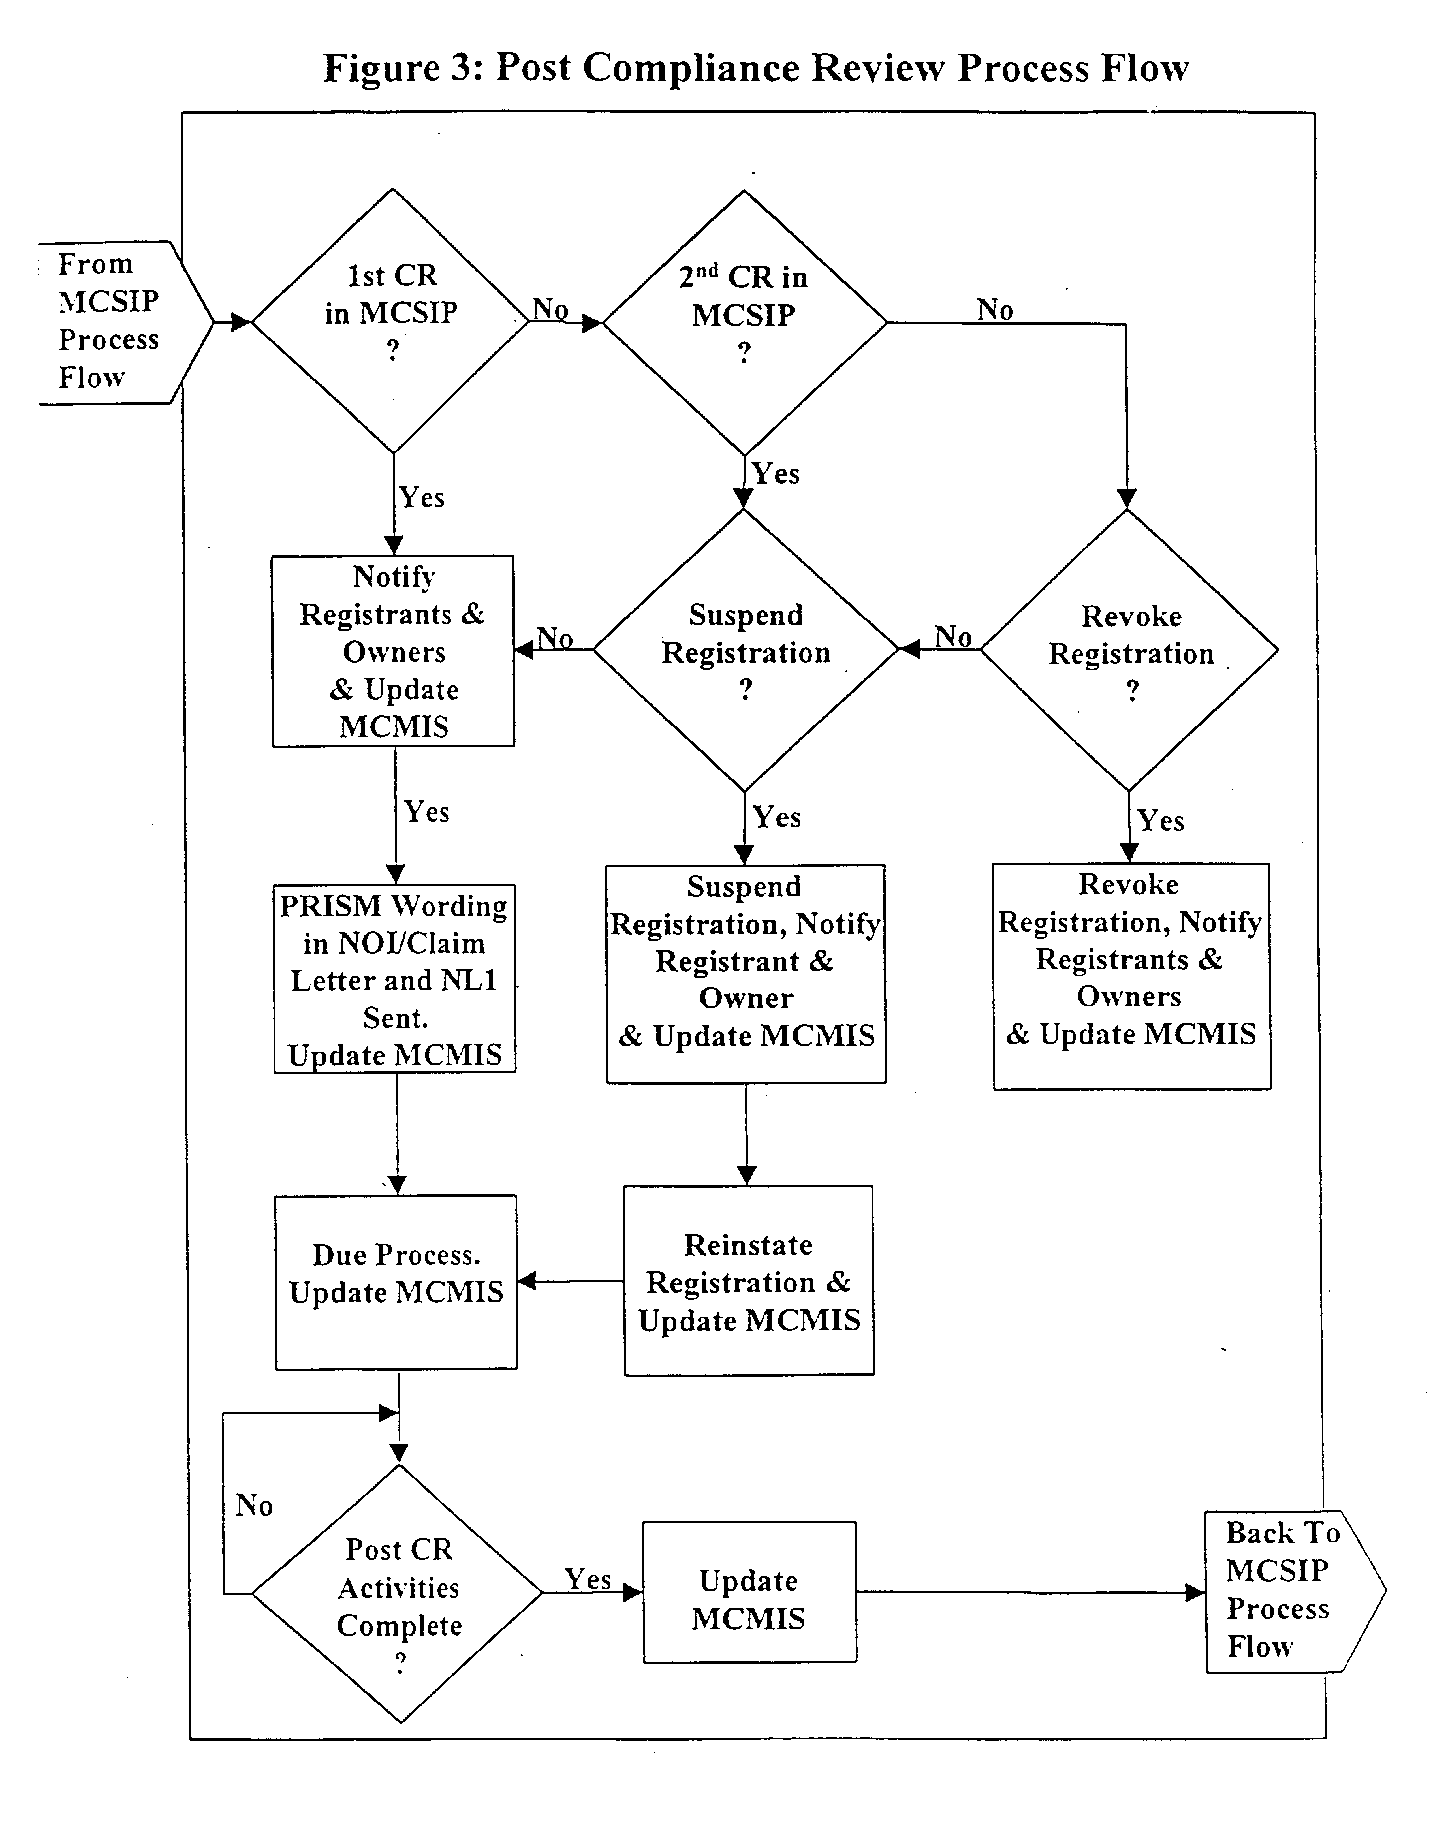 Figure 3: Post Compliance Review Process Flow
From
MCSIP
Process
Flow
1st CR
in MCSIP
?
No
2nd CR in
MCSIP
?
No
Yes
Yes
Notify
Registrants &
Owners
& Update
MCMIS
No
Suspend
Registration
?
No
Revoke
Registration
?
Yes
Yes
Yes
PRISM Wording
in NOI/Claim
Letter and NL1
Sent.
Update MCMIS
Suspend
Registration, Notify
Registrant &
Owner
& Update MCMIS
Revoke
Registration, Notify
Registrants &
Owners
& Update MCMIS
Due Process.
Update MCMIS
Reinstate
Registration &
Update MCMIS
No
Post CR
Activities
Complete
?
Yes
Update
MCMIS
Back To
MCSIP
Process
Flow